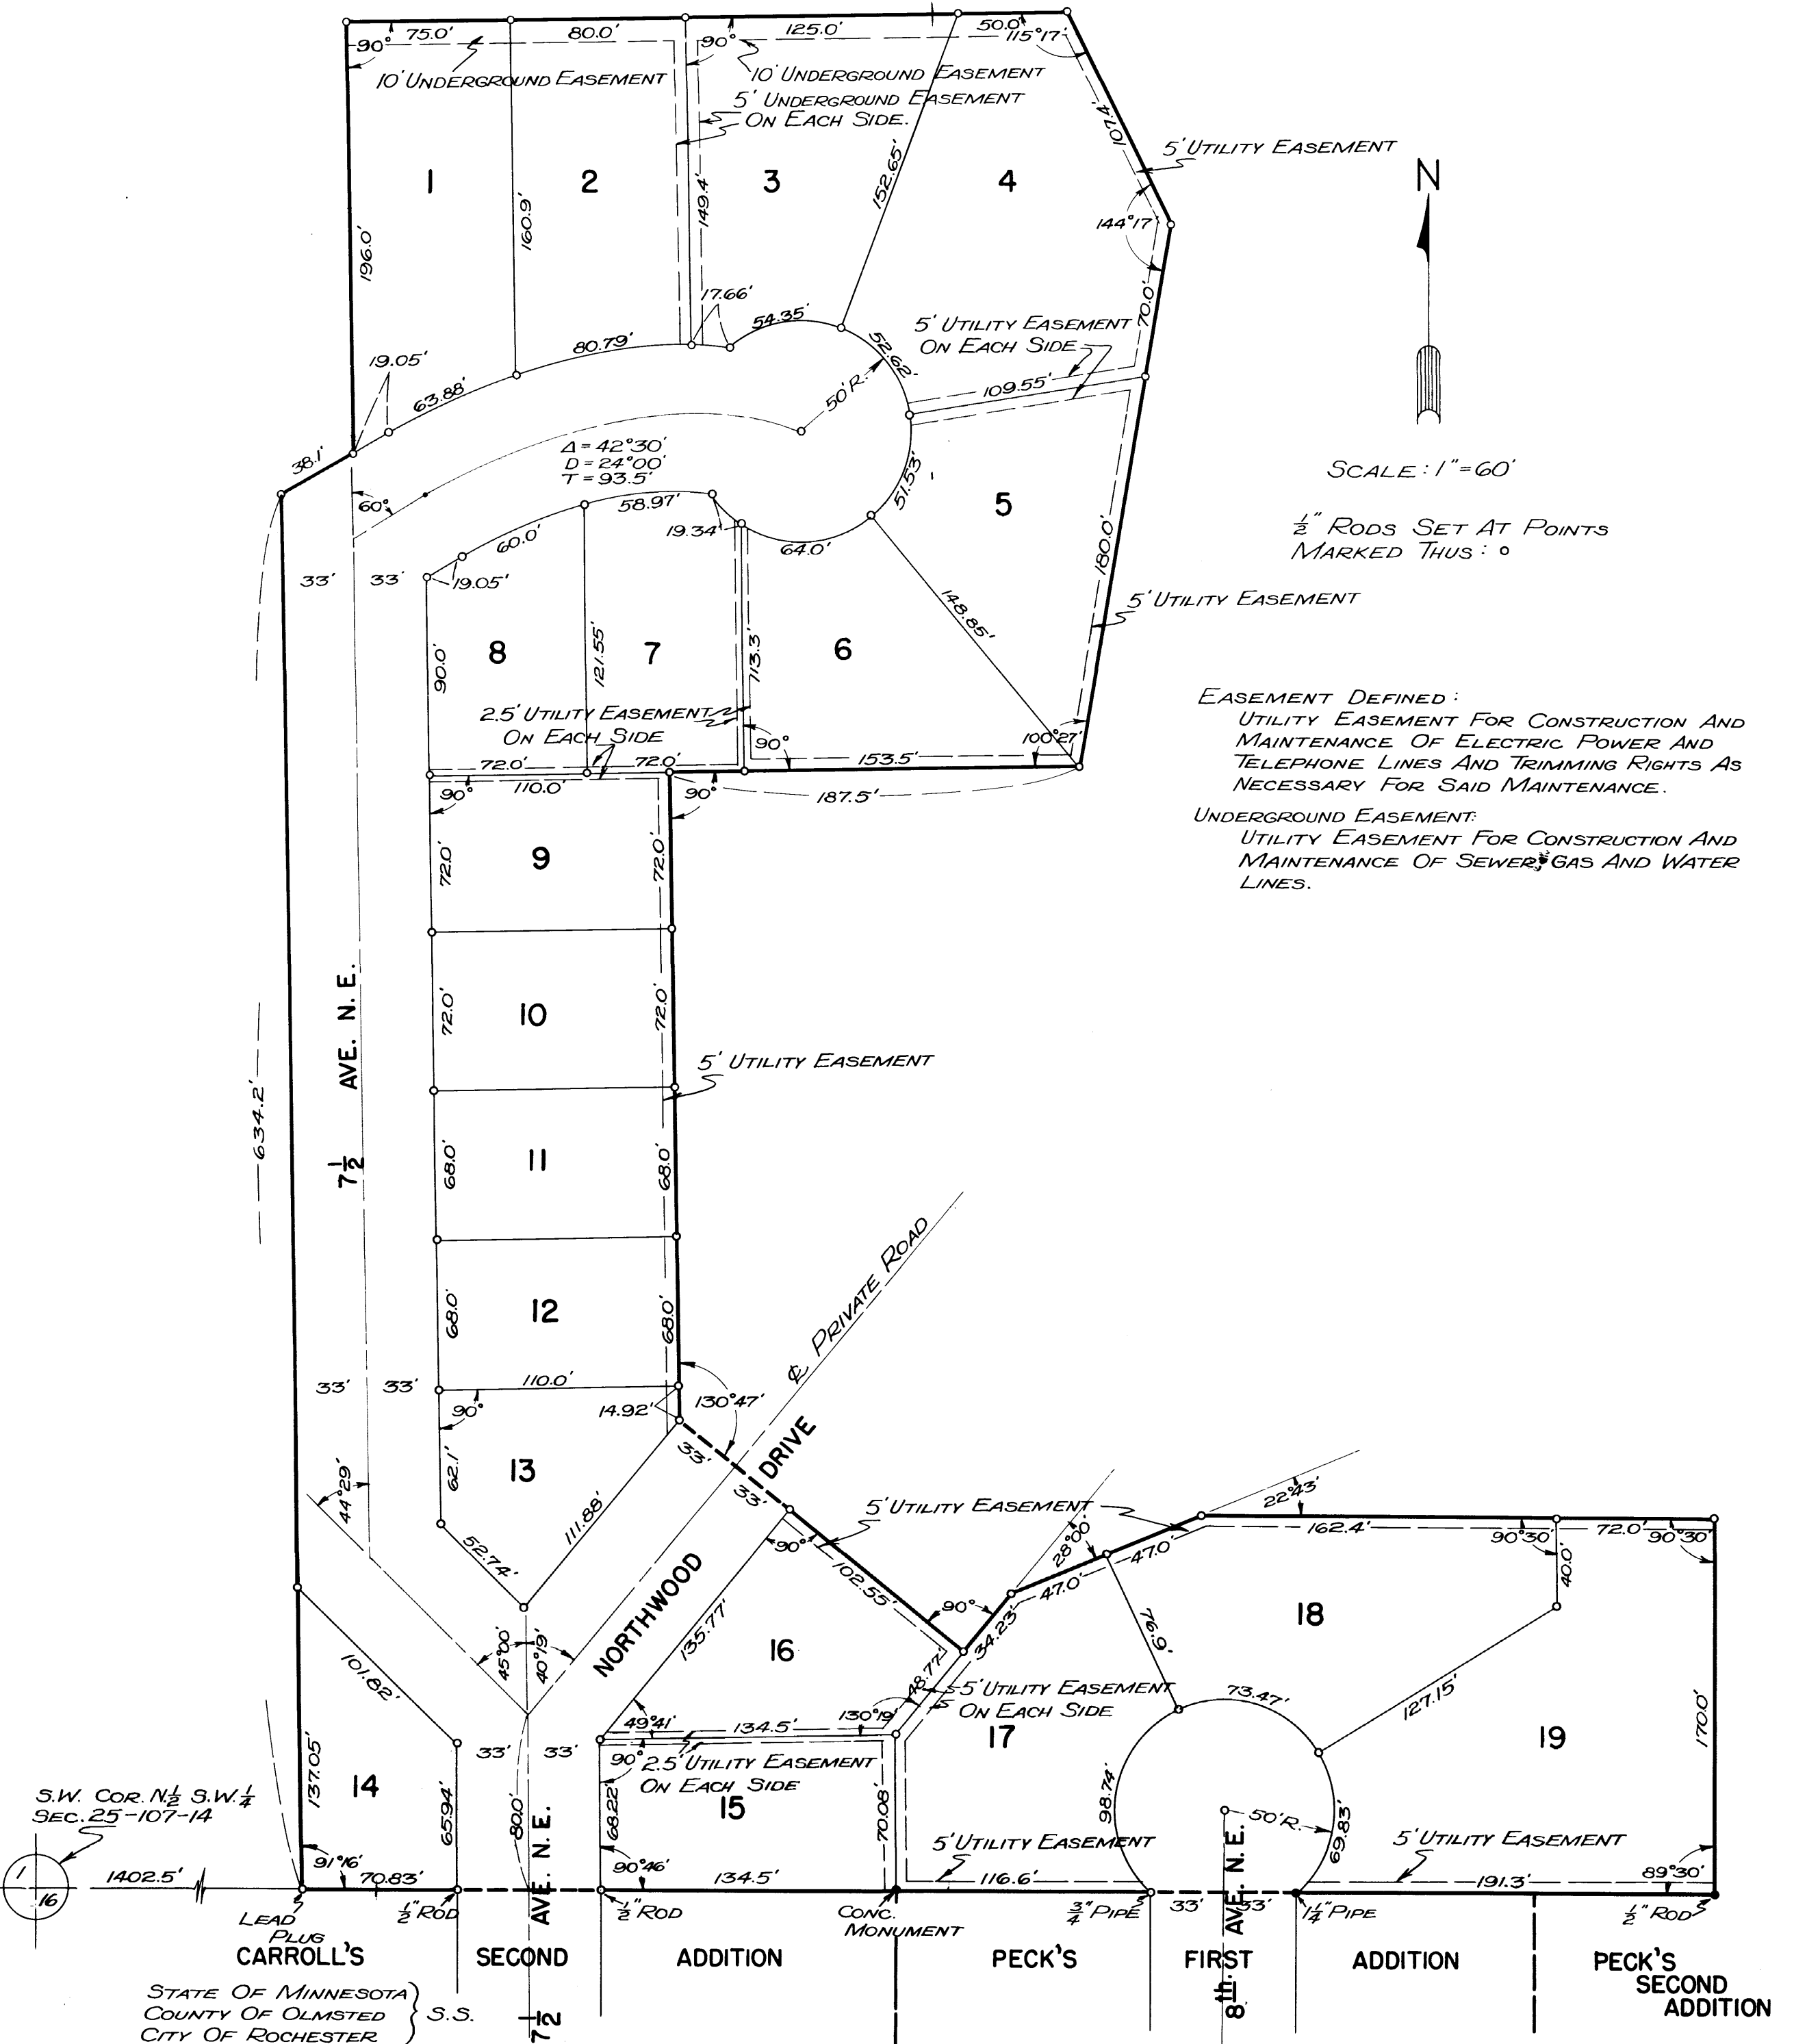 75.0'
80.0'
125.0'
50.0'
90°
90°
115°17'
10' UNDERGROUND EASEMENT
10' UNDERGROUND EASEMENT
5' UNDERGROUND EASEMENT
ON EACH SIDE.
107.4'
5' UTILITY EASEMENT
N
1
2
3
4
196.0'
160.9'
149.4'
152.65'
144°17'
17.66'
54.35'
70.0'
5' UTILITY EASEMENT
ON EACH SIDE
80.79'
52.62'
19.05'
63.88'
50' R.
109.55'
38.1'
Δ = 42°30'
D = 24°00'
T = 93.5'
SCALE: 1" = 60'
60°
58.97'
51.53'
5
60.0'
19.34'
64.0'
180.0'
1/2" RODS SET AT POINTS
MARKED THUS: o
33'
33'
19.05'
148.85'
5' UTILITY EASEMENT
90.0'
8
121.55'
7
113.3'
6
2.5' UTILITY EASEMENT
ON EACH SIDE
90°
100°27'
72.0'
72.0'
153.5'
EASEMENT DEFINED:
UTILITY EASEMENT FOR CONSTRUCTION AND
MAINTENANCE OF ELECTRIC POWER AND
TELEPHONE LINES AND TRIMMING RIGHTS AS
NECESSARY FOR SAID MAINTENANCE.
UNDERGROUND EASEMENT:
UTILITY EASEMENT FOR CONSTRUCTION AND
MAINTENANCE OF SEWER, GAS AND WATER
LINES.
90°
110.0'
90°
187.5'
72.0'
9
72.0'
72.0'
10
72.0'
7 1/2 AVE. N. E.
634.2'
5' UTILITY EASEMENT
68.0'
11
68.0'
68.0'
12
68.0'
℄ PRIVATE ROAD
33'
33'
110.0'
90°
14.92'
130°47'
62.1'
13
33'
33'
NORTHWOOD DRIVE
44°29'
52.74'
111.88'
5' UTILITY EASEMENT
22°43'
90°
102.55'
28°00'
47.0'
47.0'
162.4'
90°30'
72.0'
90°30'
40.0'
90°
34.23'
76.9'
18
45°00'
40°19'
135.77'
16
101.82'
48.77'
5' UTILITY EASEMENT
ON EACH SIDE
73.47'
127.15'
49°41'
134.5'
130°19'
17
19
170.0'
33'
33'
90°
2.5' UTILITY EASEMENT
ON EACH SIDE
137.05'
14
65.94'
80.0'
68.22'
15
70.08'
98.74'
50' R.
69.83'
S.W. COR. N 1/2 S.W. 1/4
SEC. 25-107-14
1
16
1402.5'
91°16'
70.83'
90°46'
134.5'
5' UTILITY EASEMENT
116.6'
5' UTILITY EASEMENT
191.3'
89°30'
33'
33'
LEAD
PLUG
1/2" ROD
1/2" ROD
CONC.
MONUMENT
3/4" PIPE
1 1/4" PIPE
1/2" ROD
7 1/2 AVE. N. E.
8th. AVE. N. E.
CARROLL'S SECOND ADDITION
PECK'S FIRST ADDITION
PECK'S
SECOND
ADDITION
STATE OF MINNESOTA
COUNTY OF OLMSTED } S.S.
CITY OF ROCHESTER